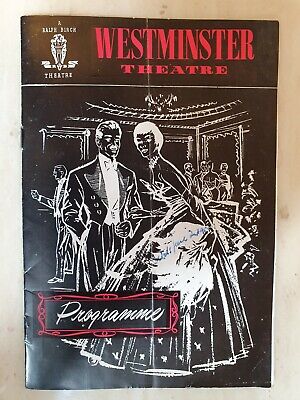 A
RALPH BIRCH
THEATRE
WESTMINSTER
THEATRE
Programme